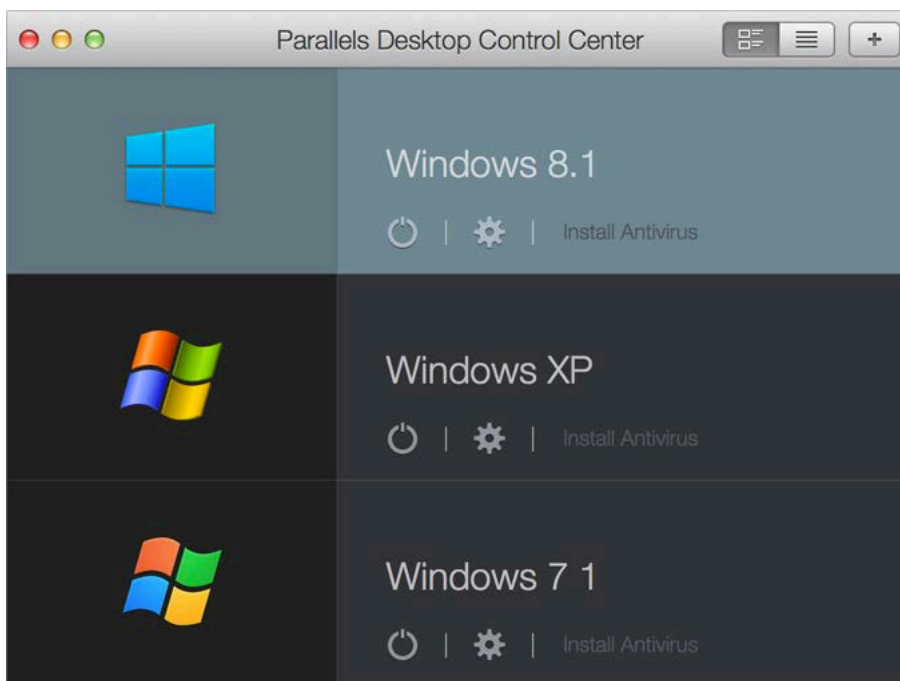 Parallels Desktop Control Center
Windows 8.1
Install Antivirus
Windows XP
Install Antivirus
Windows 7 1
Install Antivirus